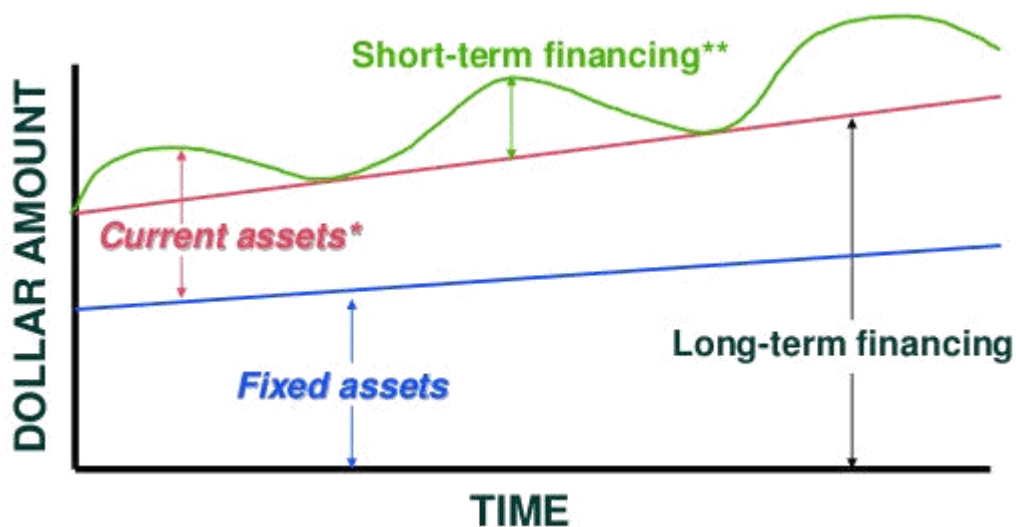 Short-term financing**
DOLLAR AMOUNT
Current assets*
Long-term financing
Fixed assets
TIME